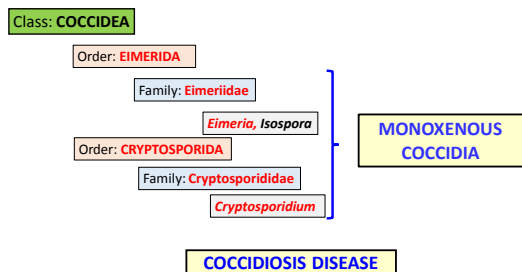 Class: COCCIDEA
Order: EIMERIDA
Family: Eimeriidae
Eimeria, Isospora
Order: CRYPTOSPORIDA
Family: Cryptosporididae
Cryptosporidium
MONOXENOUS
COCCIDIA
COCCIDIOSIS DISEASE